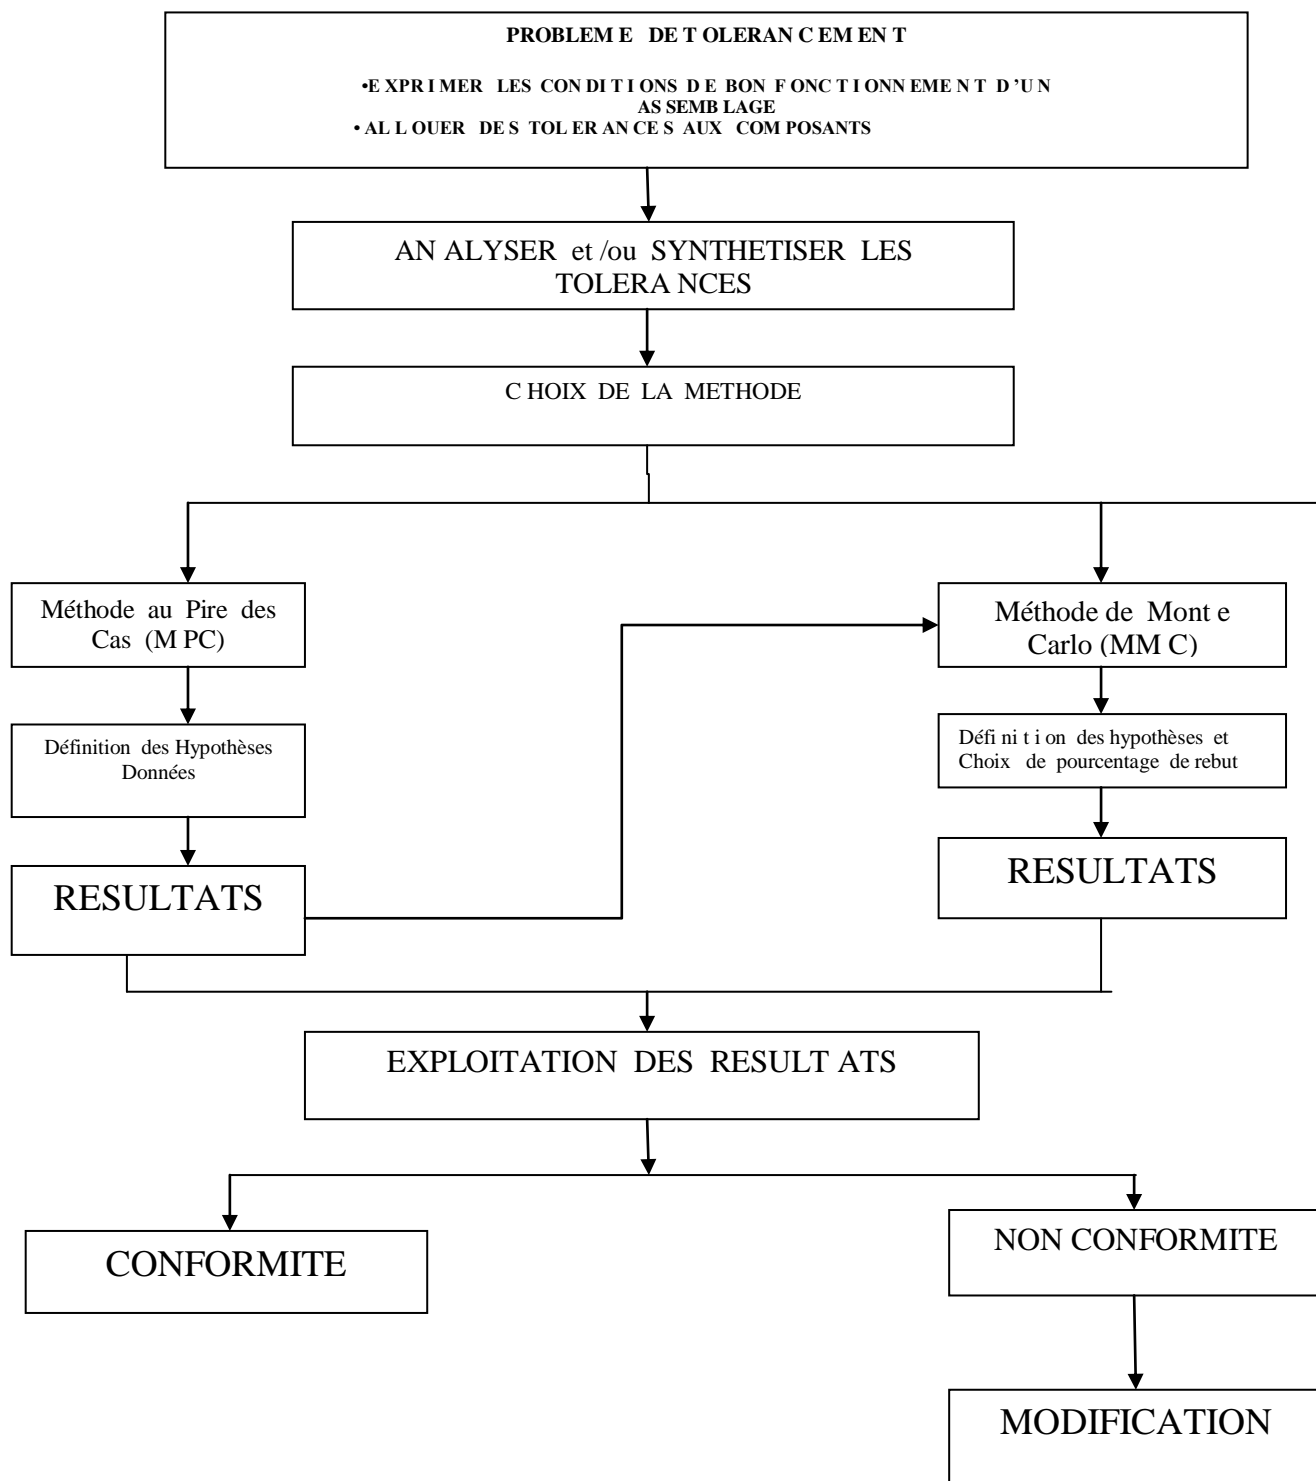 PROBLEME DE TOLERANCEMENT
•EXPRIMER LES CONDITIONS DE BON FONCTIONNEMENT D’UN
ASSEMBLAGE
• ALLOUER DES TOLERANCES AUX COMPOSANTS
ANALYSER et /ou SYNTHETISER LES
TOLERANCES
CHOIX DE LA METHODE
Méthode au Pire des
Cas (MPC)
Méthode de Monte
Carlo (MMC)
Définition des Hypothèses
Données
Définition des hypothèses et
Choix de pourcentage de rebut
RESULTATS
RESULTATS
EXPLOITATION DES RESULTATS
CONFORMITE
NON CONFORMITE
MODIFICATION